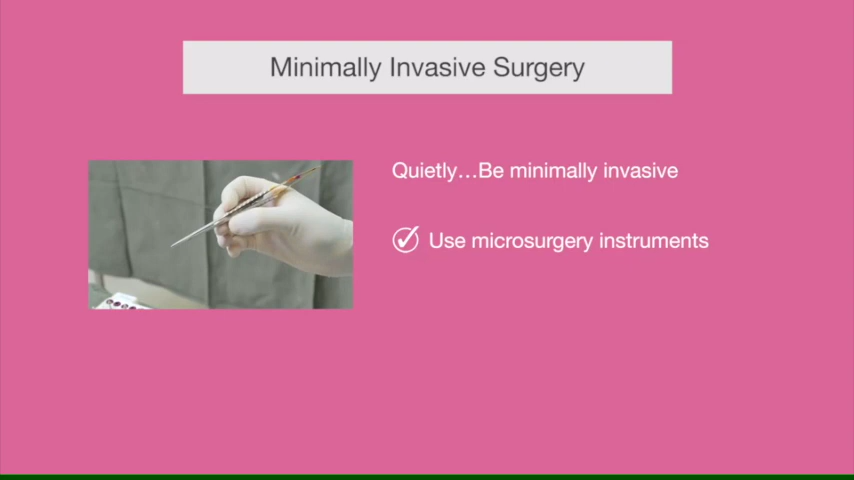 Minimally Invasive Surgery
Quietly...Be minimally invasive
Use microsurgery instruments